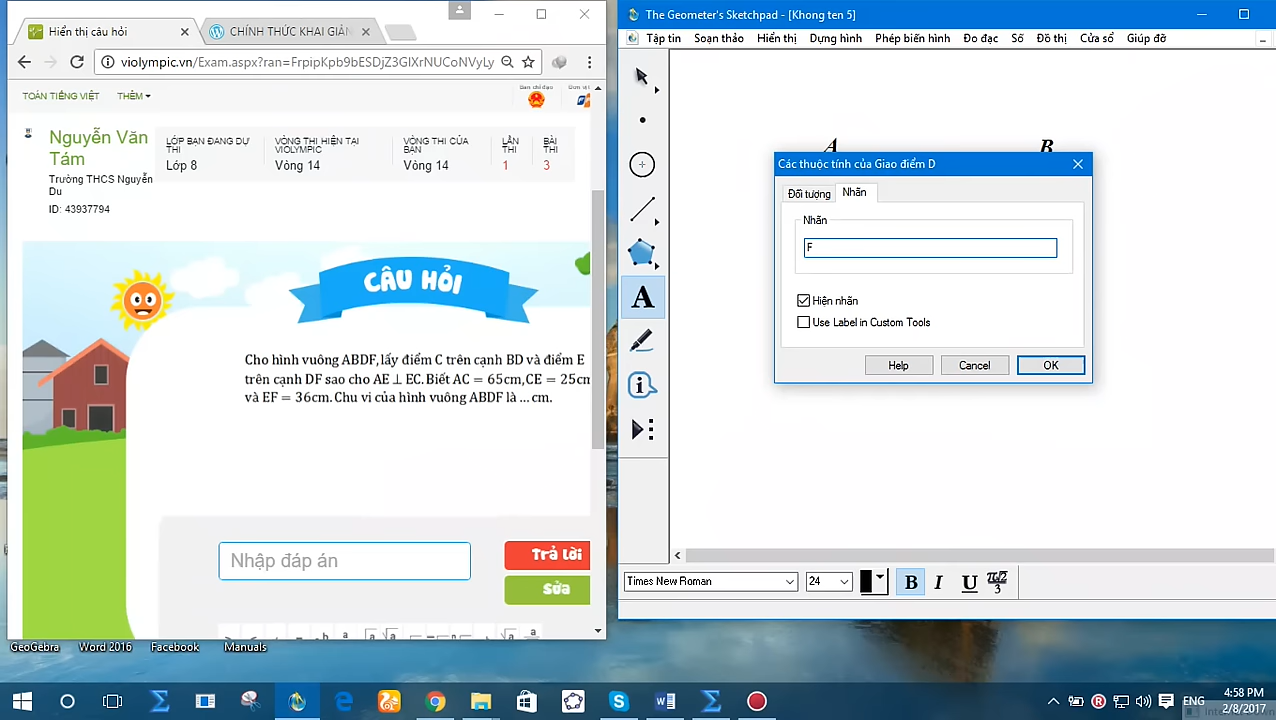 Hiển thị câu hỏi
CHÍNH THỨC KHAI GIẢN
violympic.vn/Exam.aspx?ran=FrpipKpb9bESDjZ3GIXrNUCoNVyLy
TOÁN TIẾNG VIỆT THÊM
Ban chỉ đạo
Đơn vị
Nguyễn Văn
Tám
Trường THCS Nguyễn
Du
ID: 43937794
LỚP BẠN ĐANG DỰ
THI
Lớp 8
VÒNG THI HIỆN TẠI
VIOLYMPIC
Vòng 14
VÒNG THI CỦA
BẠN
Vòng 14
LẦN
THI
1
BÀI
THI
3
CÂU HỎI
Cho hình vuông ABDF, lấy điểm C trên cạnh BD và điểm E
trên cạnh DF sao cho AE ⊥ EC. Biết AC = 65cm, CE = 25cm
và EF = 36cm. Chu vi của hình vuông ABDF là ... cm.
Nhập đáp án
Trả lời
Sửa
GeoGebra Word 2016 Facebook Manuals
The Geometer's Sketchpad - [Khong ten 5]
Tập tin Soạn thảo Hiển thị Dựng hình Phép biến hình Đo đạc Số Đồ thị Cửa sổ Giúp đỡ
A
A B
Các thuộc tính của Giao điểm D
Đối tượng Nhãn
Nhãn
F
Hiện nhãn
Use Label in Custom Tools
Help Cancel OK
Times New Roman 24 B I U
ENG
4:58 PM
2/8/2017